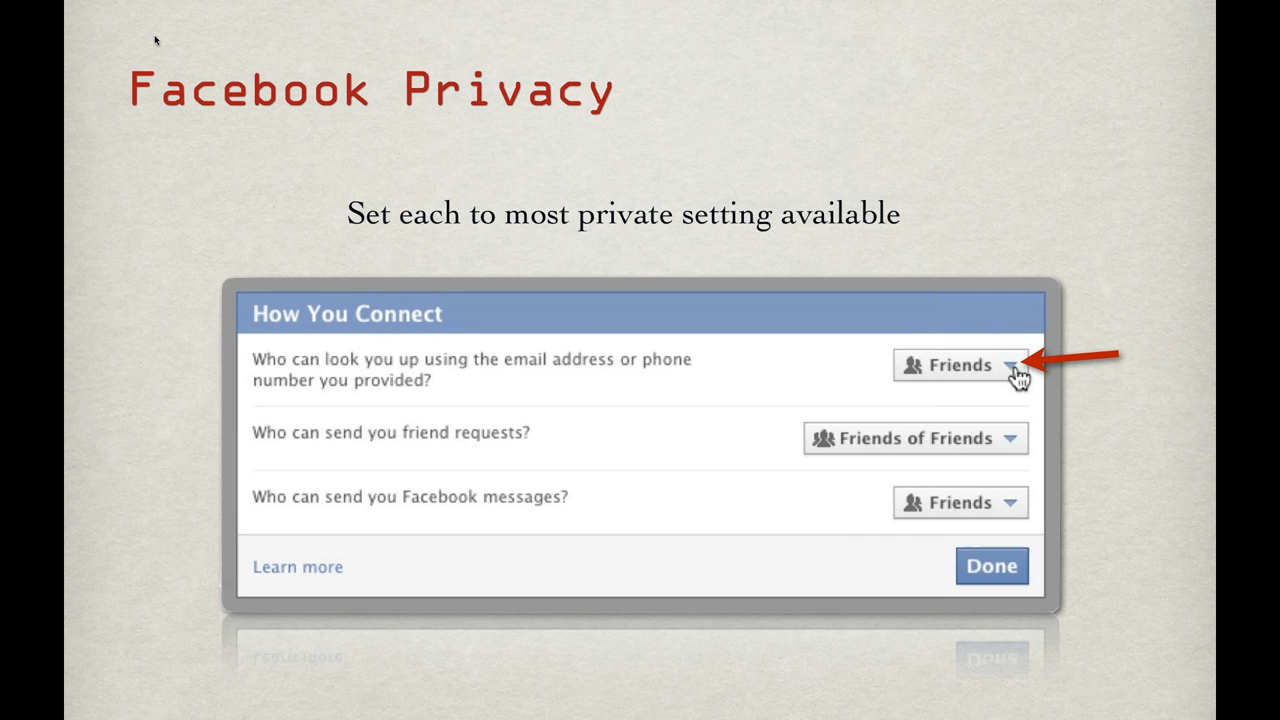 Facebook Privacy
Set each to most private setting available
How You Connect
Who can look you up using the email address or phone
number you provided?
Friends
Who can send you friend requests?
Friends of Friends
Who can send you Facebook messages?
Friends
Learn more
Done